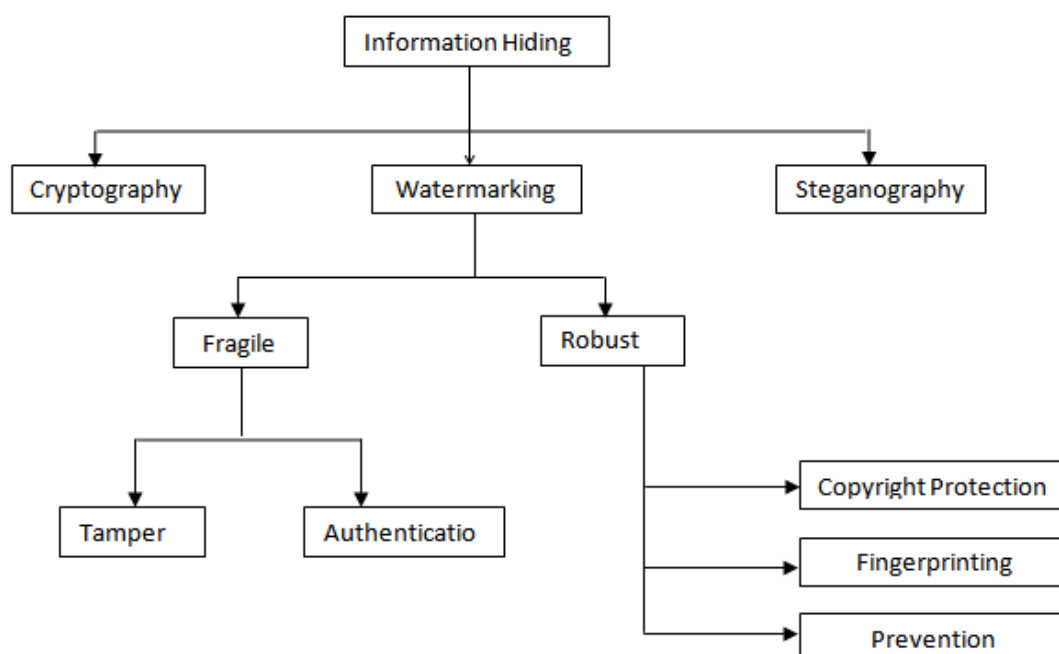 Information Hiding
Cryptography
Watermarking
Steganography
Fragile
Robust
Copyright Protection
Tamper
Authenticatio
Fingerprinting
Prevention